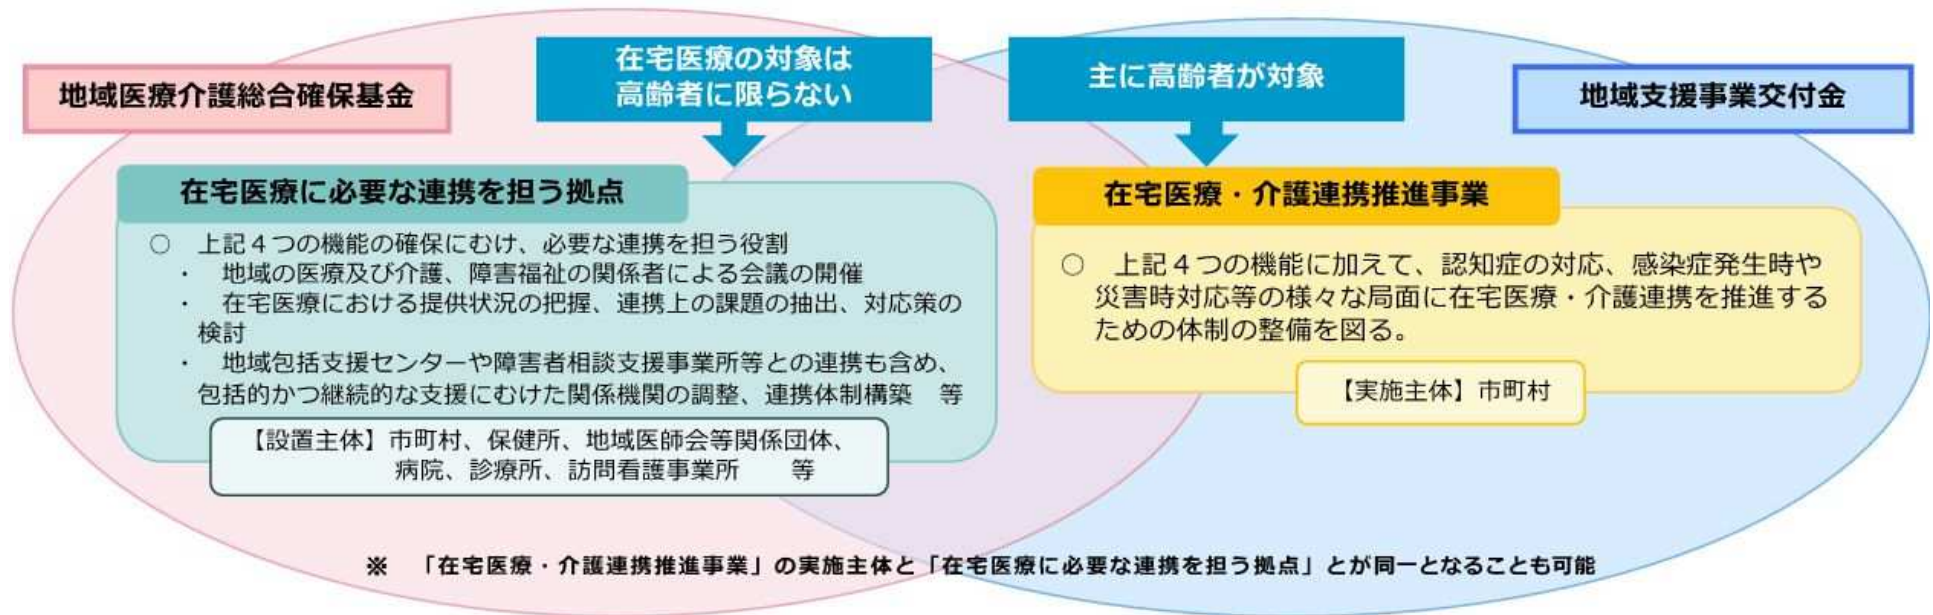 地域医療介護総合確保基金
在宅医療の対象は
高齢者に限らない
主に高齢者が対象
地域支援事業交付金
在宅医療に必要な連携を担う拠点
○　上記４つの機能の確保にむけ、必要な連携を担う役割
・　地域の医療及び介護、障害福祉の関係者による会議の開催
・　在宅医療における提供状況の把握、連携上の課題の抽出、対応策の
検討
・　地域包括支援センターや障害者相談支援事業所等との連携も含め、
包括的かつ継続的な支援にむけた関係機関の調整、連携体制構築　等
【設置主体】市町村、保健所、地域医師会等関係団体、
病院、診療所、訪問看護事業所　　等
在宅医療・介護連携推進事業
○　上記４つの機能に加えて、認知症の対応、感染症発生時や
災害時対応等の様々な局面に在宅医療・介護連携を推進する
ための体制の整備を図る。
【実施主体】市町村
※　「在宅医療・介護連携推進事業」の実施主体と「在宅医療に必要な連携を担う拠点」とが同一となることも可能